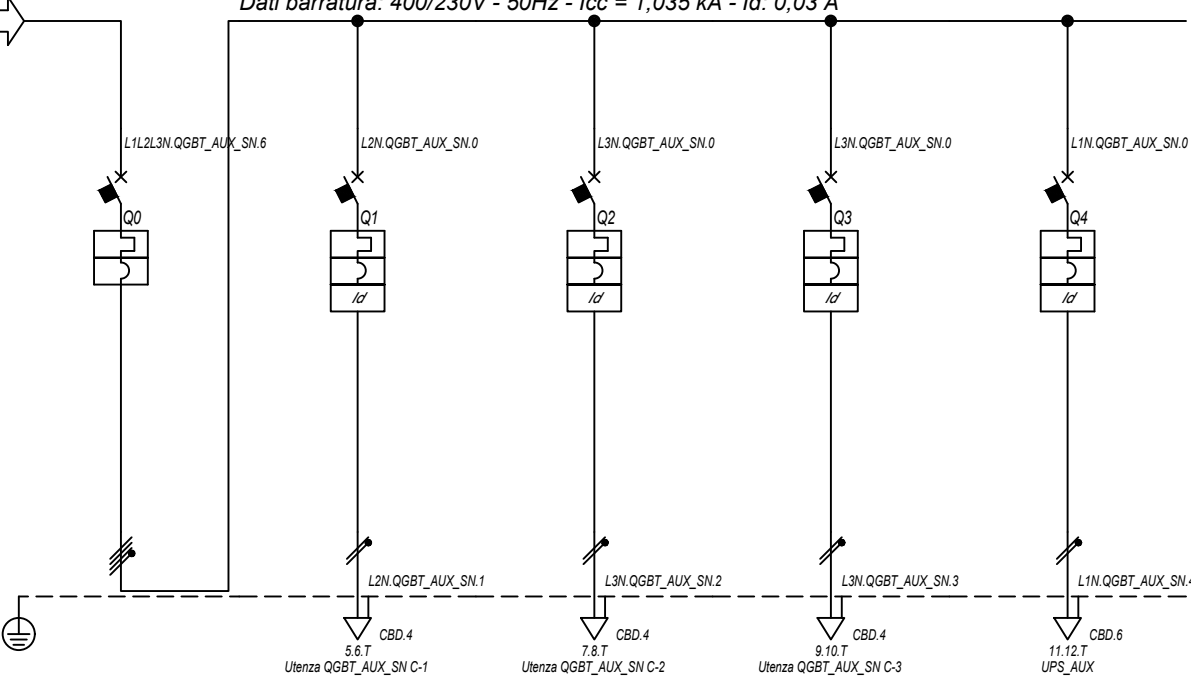 Dati barratura: 400/230V - 50Hz - Icc = 1,035 kA - Id: 0,03 A
L1L2L3N.QGBT_AUX_SN.6
L2N.QGBT_AUX_SN.0
L3N.QGBT_AUX_SN.0
L3N.QGBT_AUX_SN.0
L1N.QGBT_AUX_SN.0
Q0
Q1
Q2
Q3
Q4
Id
Id
Id
Id
L2N.QGBT_AUX_SN.1
L3N.QGBT_AUX_SN.2
L3N.QGBT_AUX_SN.3
L1N.QGBT_AUX_SN.4
CBD.4
CBD.4
CBD.4
CBD.6
5.6.T
7.8.T
9.10.T
11.12.T
Utenza QGBT_AUX_SN C-1
Utenza QGBT_AUX_SN C-2
Utenza QGBT_AUX_SN C-3
UPS_AUX